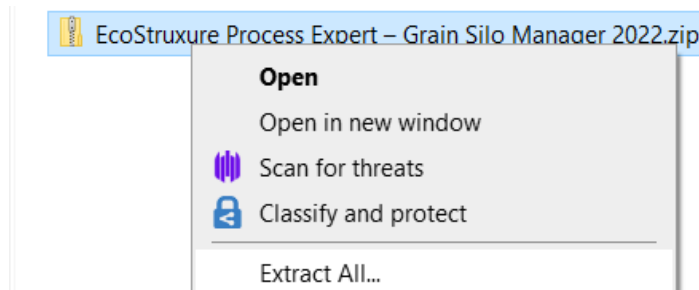 EcoStruxure Process Expert – Grain Silo Manager 2022.zip
Open
Open in new window
Scan for threats
Classify and protect
Extract All...